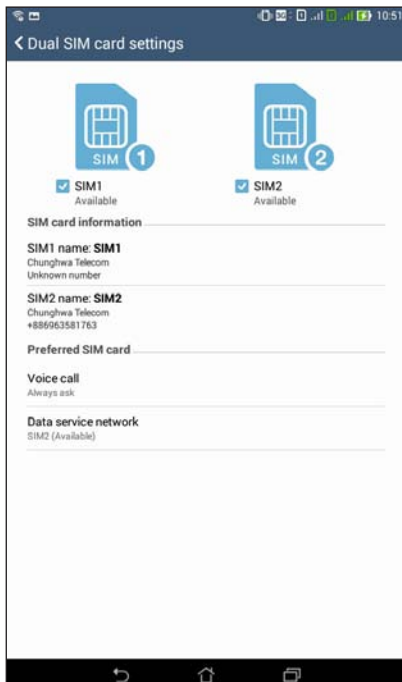 10:51
Dual SIM card settings
SIM 1
SIM 2
SIM1
Available
SIM2
Available
SIM card information
SIM1 name: SIM1
Chunghwa Telecom
Unknown number
SIM2 name: SIM2
Chunghwa Telecom
+886963581763
Preferred SIM card
Voice call
Always ask
Data service network
SIM2 (Available)